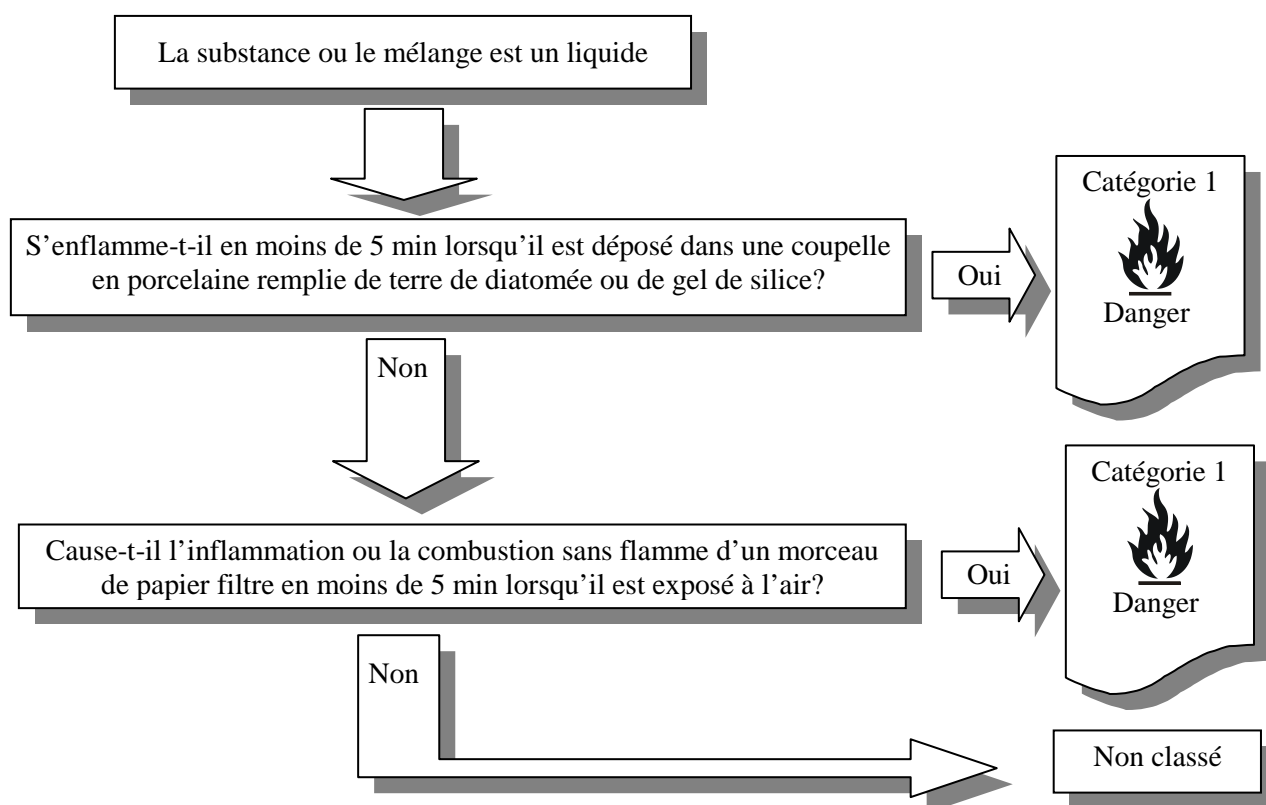 La substance ou le mélange est un liquide
S’enflamme-t-il en moins de 5 min lorsqu’il est déposé dans une coupelle
en porcelaine remplie de terre de diatomée ou de gel de silice?
Oui
Catégorie 1
Danger
Non
Cause-t-il l’inflammation ou la combustion sans flamme d’un morceau
de papier filtre en moins de 5 min lorsqu’il est exposé à l’air?
Oui
Catégorie 1
Danger
Non
Non classé